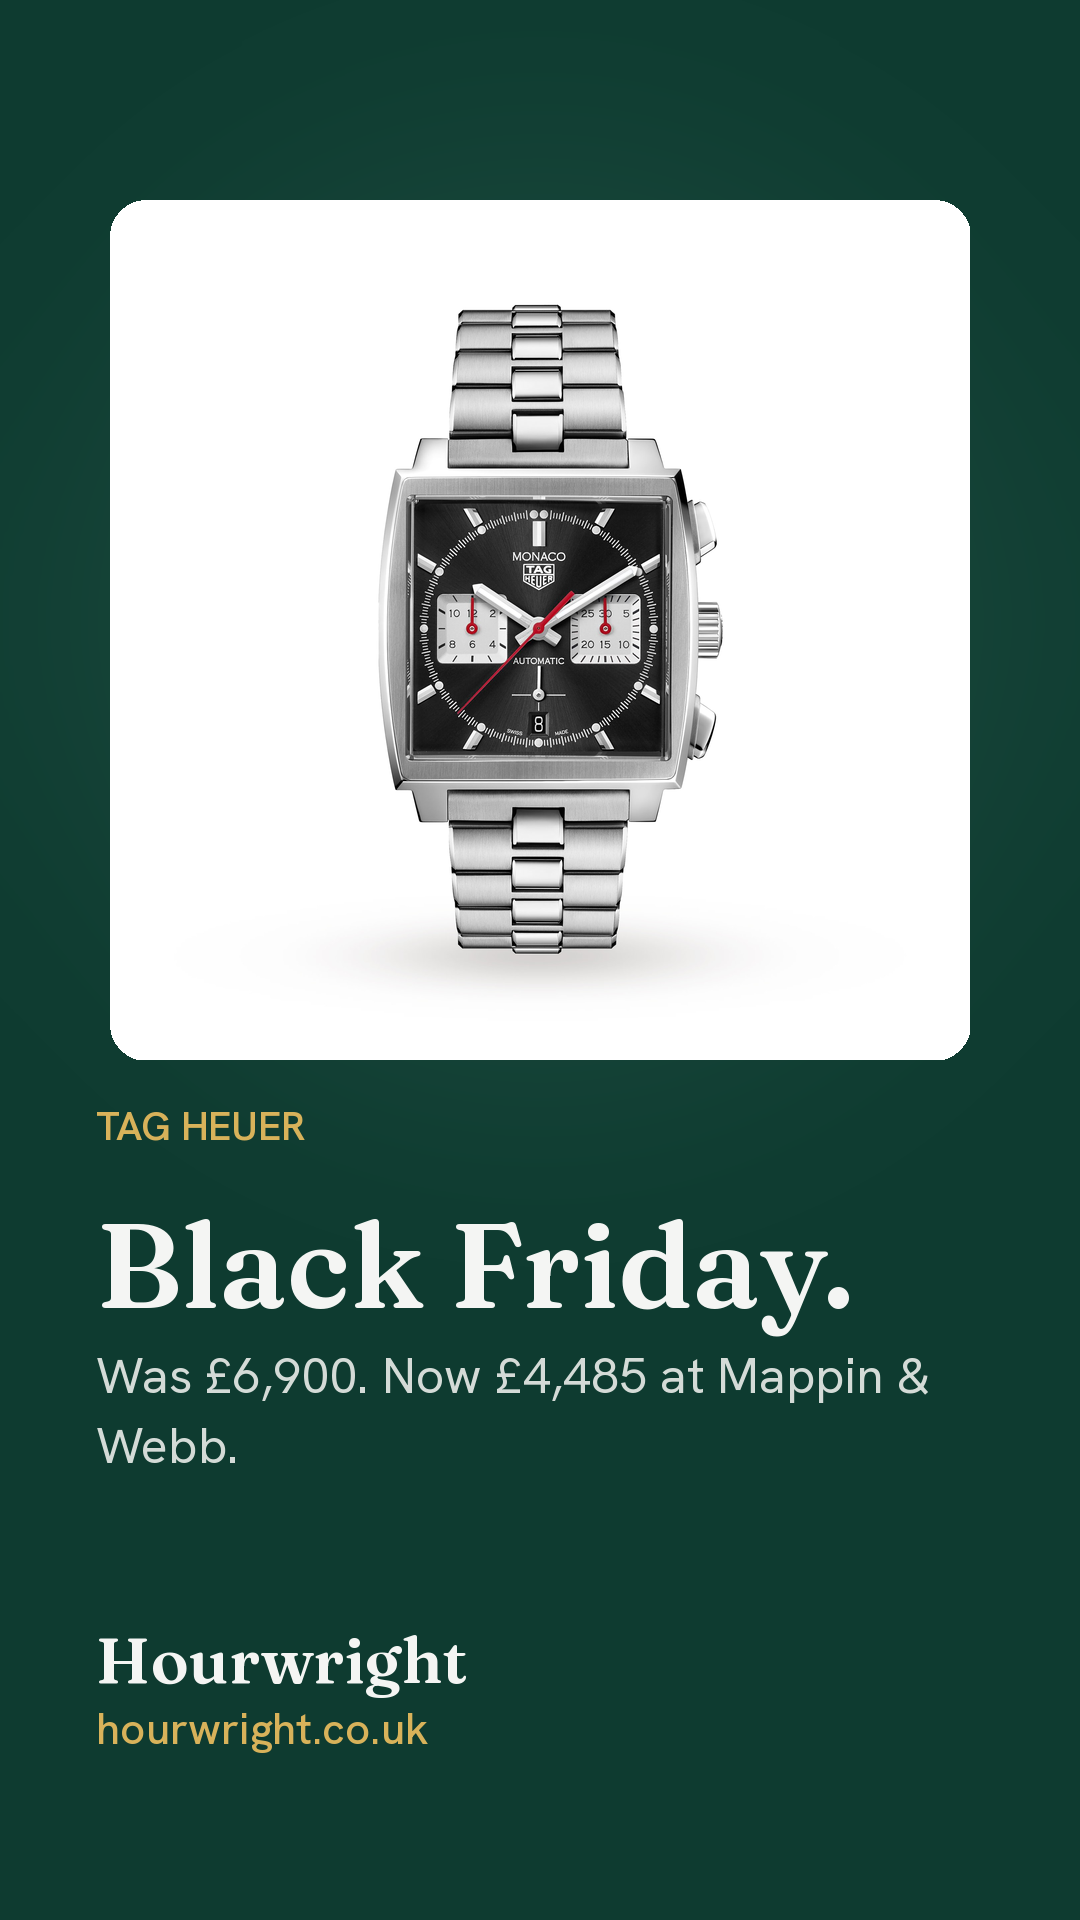 MONACO
TAG
HEUER
10 12 2
8 6 4
25 30 5
20 15 10
AUTOMATIC
8
SWISS MADE
TAG HEUER
Black Friday.
Was £6,900. Now £4,485 at Mappin &
Webb.
Hourwright
hourwright.co.uk